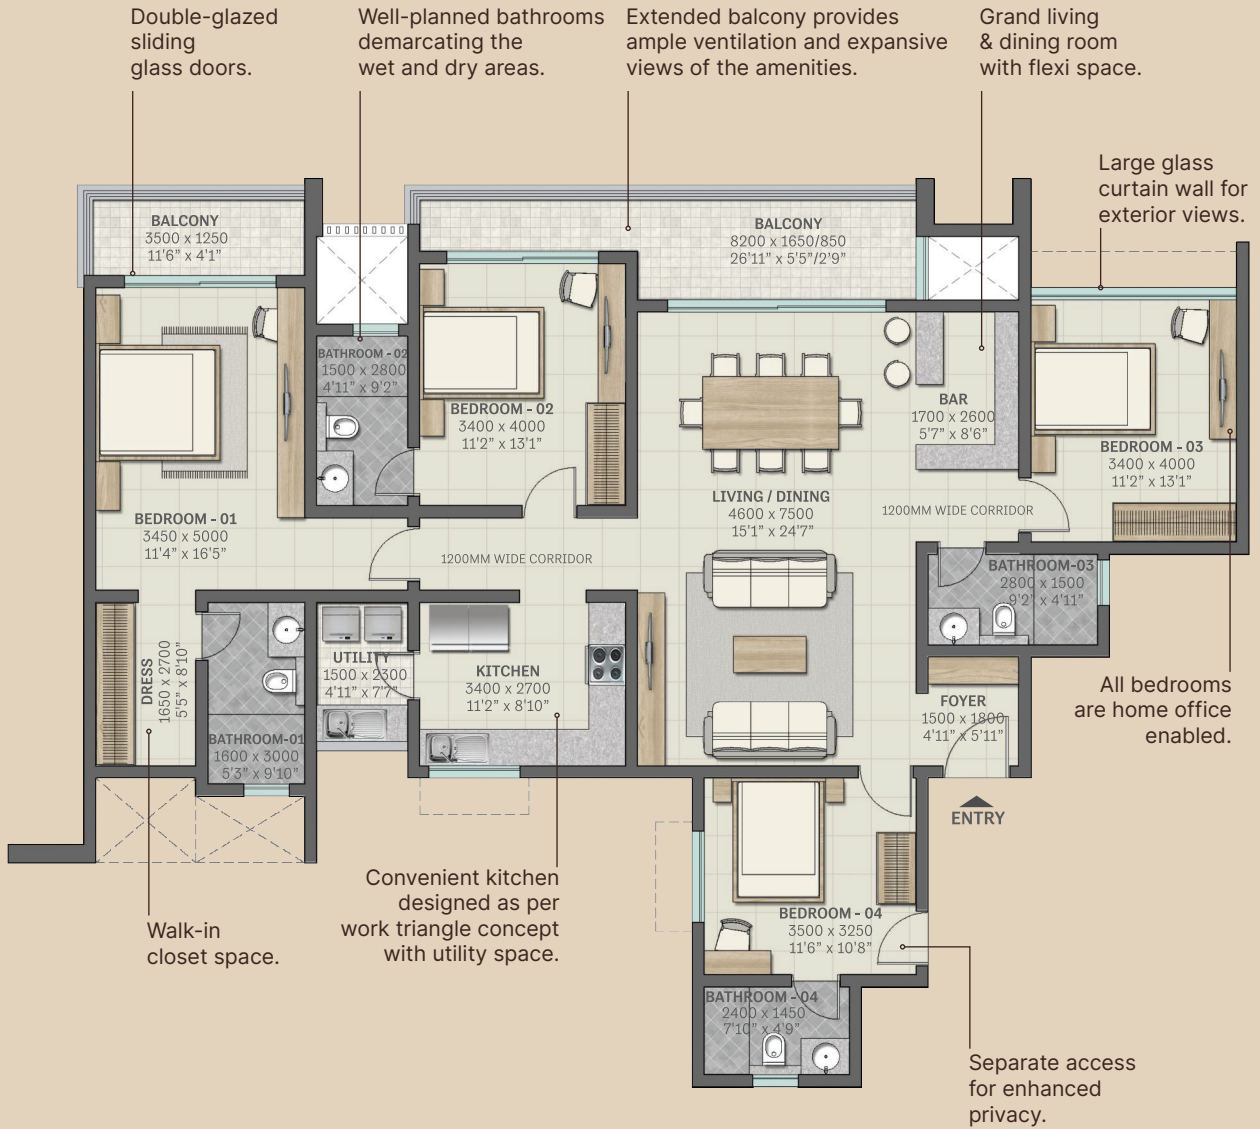 Double-glazed
sliding
glass doors.
Well-planned bathrooms
demarcating the
wet and dry areas.
Extended balcony provides
ample ventilation and expansive
views of the amenities.
Grand living
& dining room
with flexi space.
Large glass
curtain wall for
exterior views.
BALCONY
3500 x 1250
11'6" x 4'1"
BALCONY
8200 x 1650/850
26'11" x 5'5"/2'9"
BATHROOM - 02
1500 x 2800
4'11" x 9'2"
BEDROOM - 02
3400 x 4000
11'2" x 13'1"
BAR
1700 x 2600
5'7" x 8'6"
BEDROOM - 03
3400 x 4000
11'2" x 13'1"
BEDROOM - 01
3450 x 5000
11'4" x 16'5"
LIVING / DINING
4600 x 7500
15'1" x 24'7"
1200MM WIDE CORRIDOR
1200MM WIDE CORRIDOR
BATHROOM-03
2800 x 1500
9'2" x 4'11"
DRESS
1650 x 2700
5'5" x 8'10"
UTILITY
1500 x 2300
4'11" x 7'7"
KITCHEN
3400 x 2700
11'2" x 8'10"
FOYER
1500 x 1800
4'11" x 5'11"
BATHROOM-01
1600 x 3000
5'3" x 9'10"
All bedrooms
are home office
enabled.
ENTRY
Walk-in
closet space.
Convenient kitchen
designed as per
work triangle concept
with utility space.
BEDROOM - 04
3500 x 3250
11'6" x 10'8"
BATHROOM - 04
2400 x 1450
7'10" x 4'9"
Separate access
for enhanced
privacy.